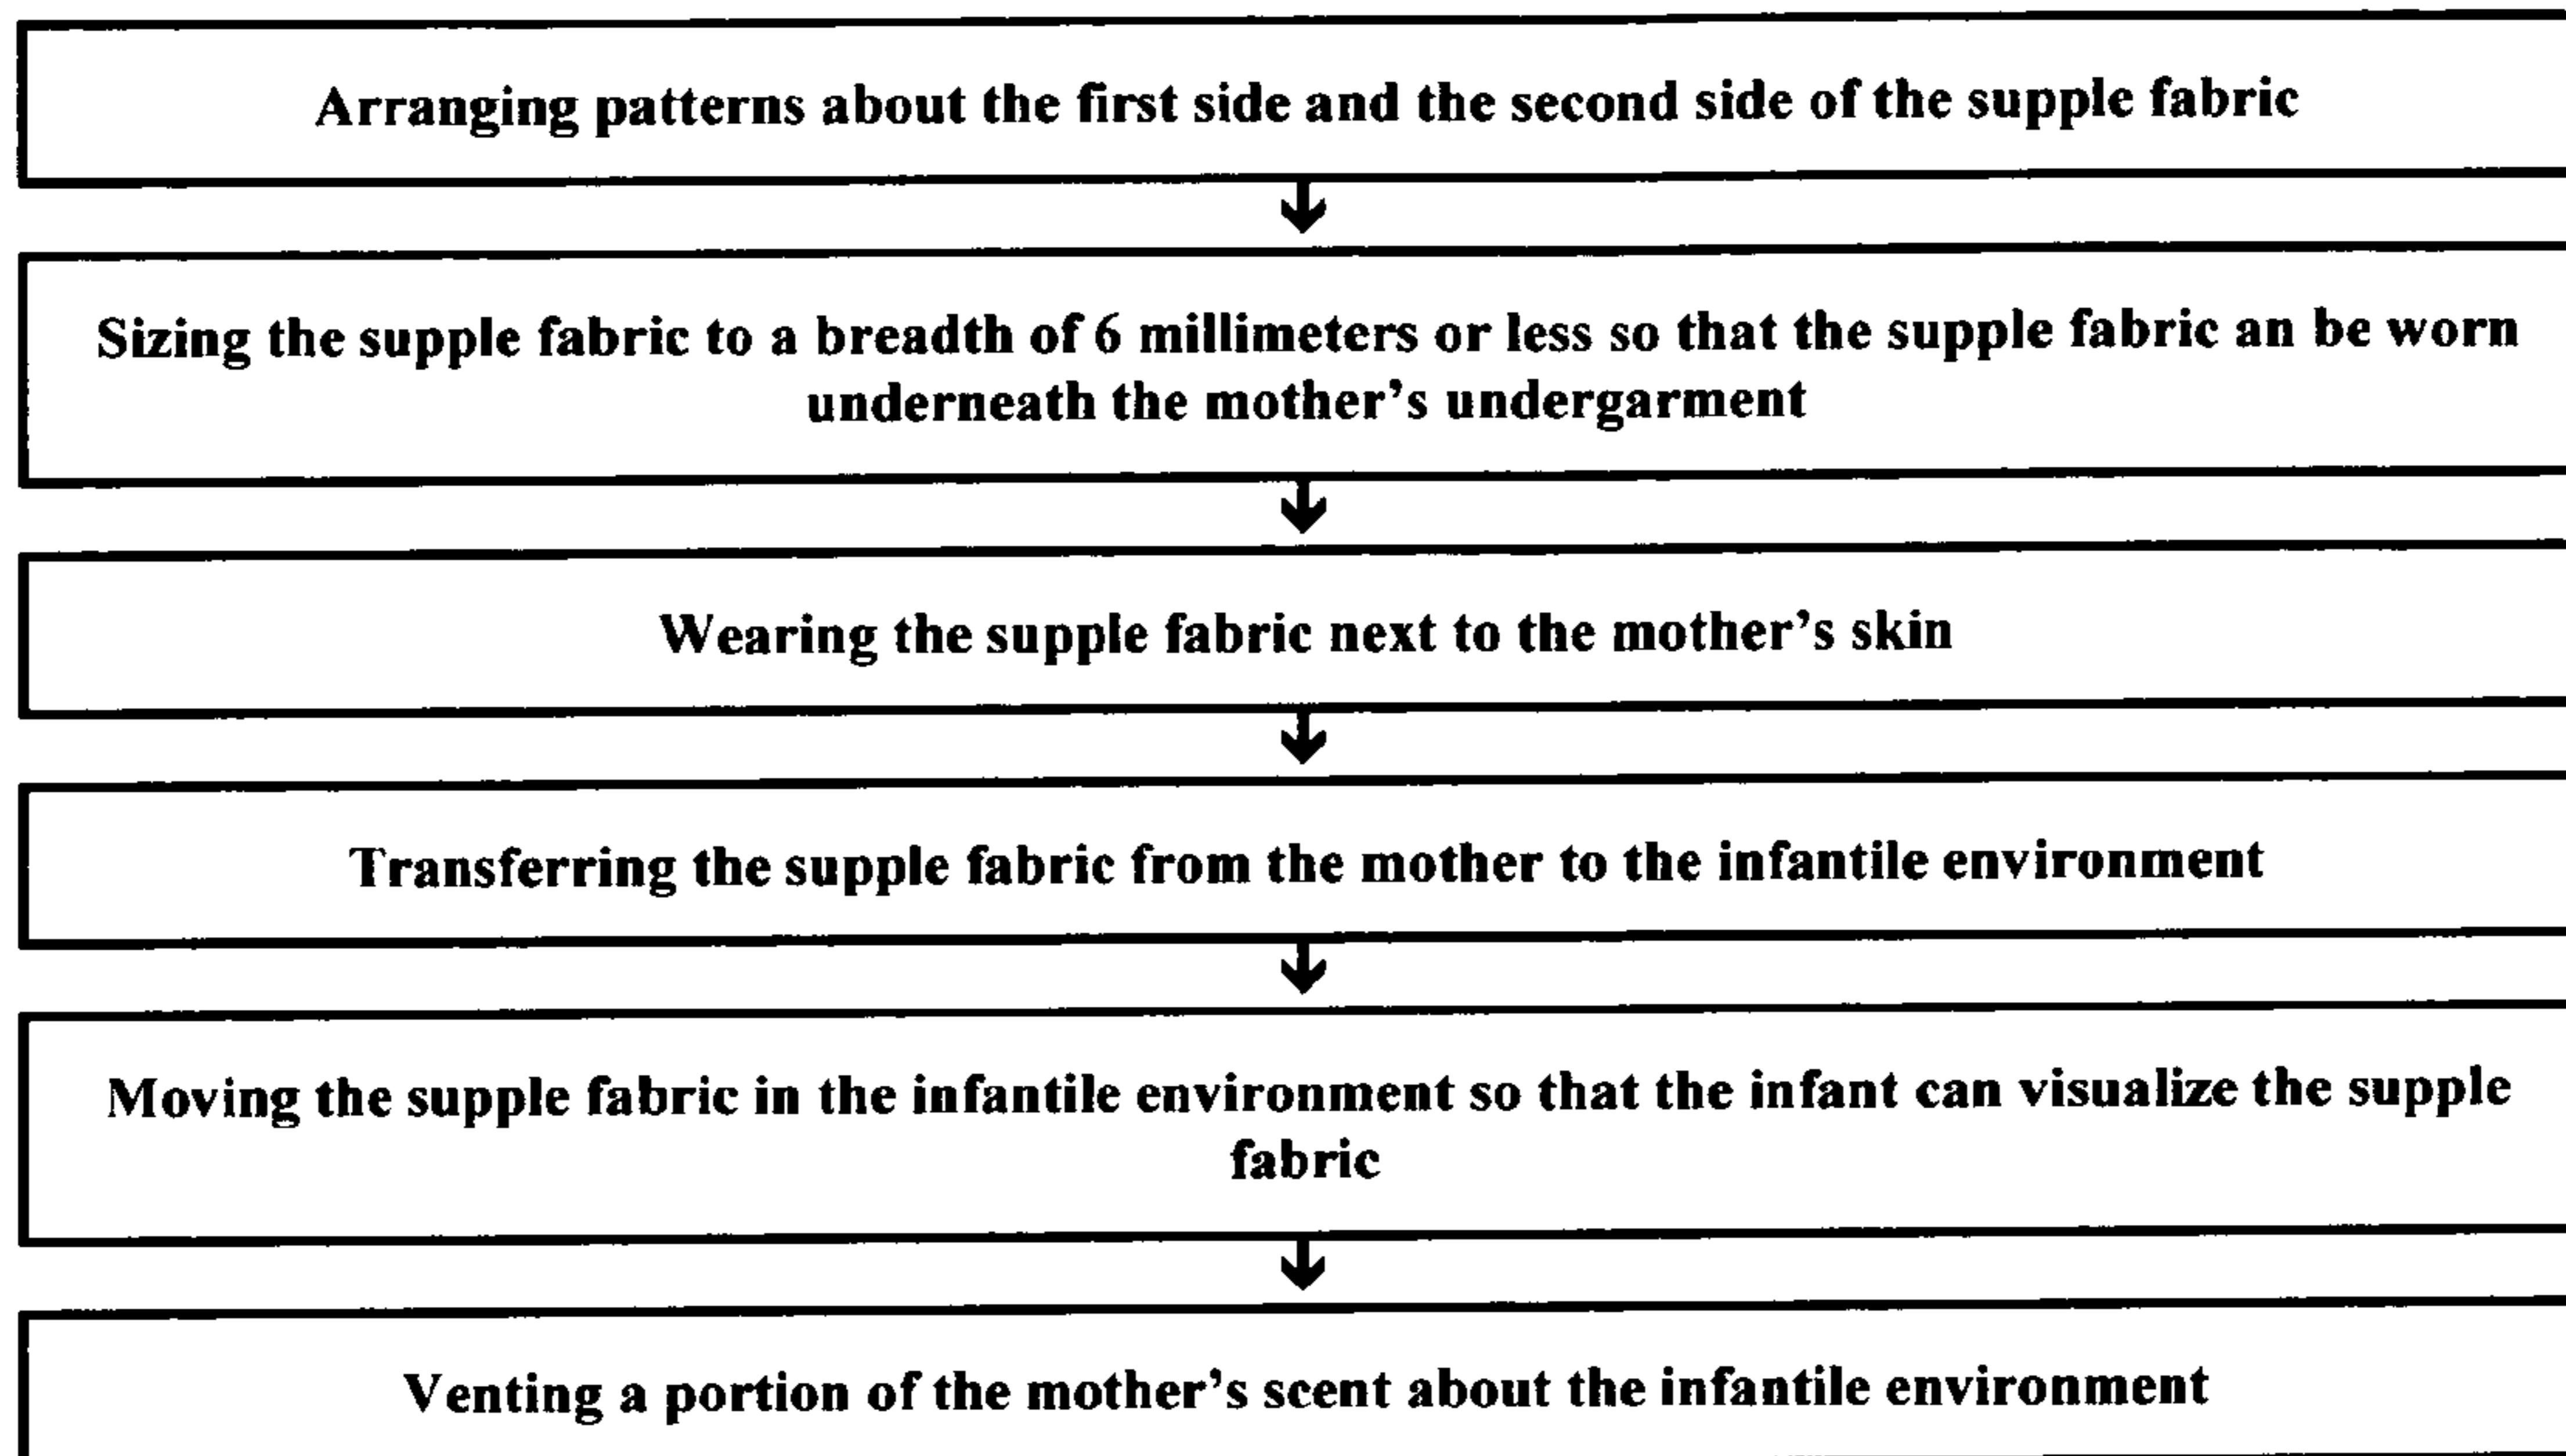 Arranging patterns about the first side and the second side of the supple fabric
Sizing the supple fabric to a breadth of 6 millimeters or less so that the supple fabric an be worn
underneath the mother's undergarment
Wearing the supple fabric next to the mother's skin
Transferring the supple fabric from the mother to the infantile environment
Moving the supple fabric in the infantile environment so that the infant can visualize the supple
fabric
Venting a portion of the mother's scent about the infantile environment